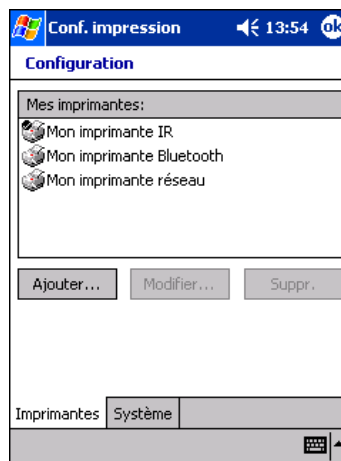 Conf. impression 13:54 ok
Configuration
Mes imprimantes:
Mon imprimante IR
Mon imprimante Bluetooth
Mon imprimante réseau
Ajouter... Modifier... Suppr.
Imprimantes Système